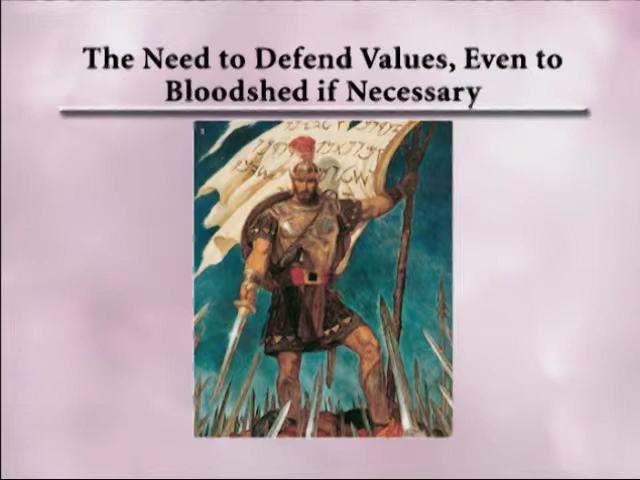 The Need to Defend Values, Even to
Bloodshed if Necessary